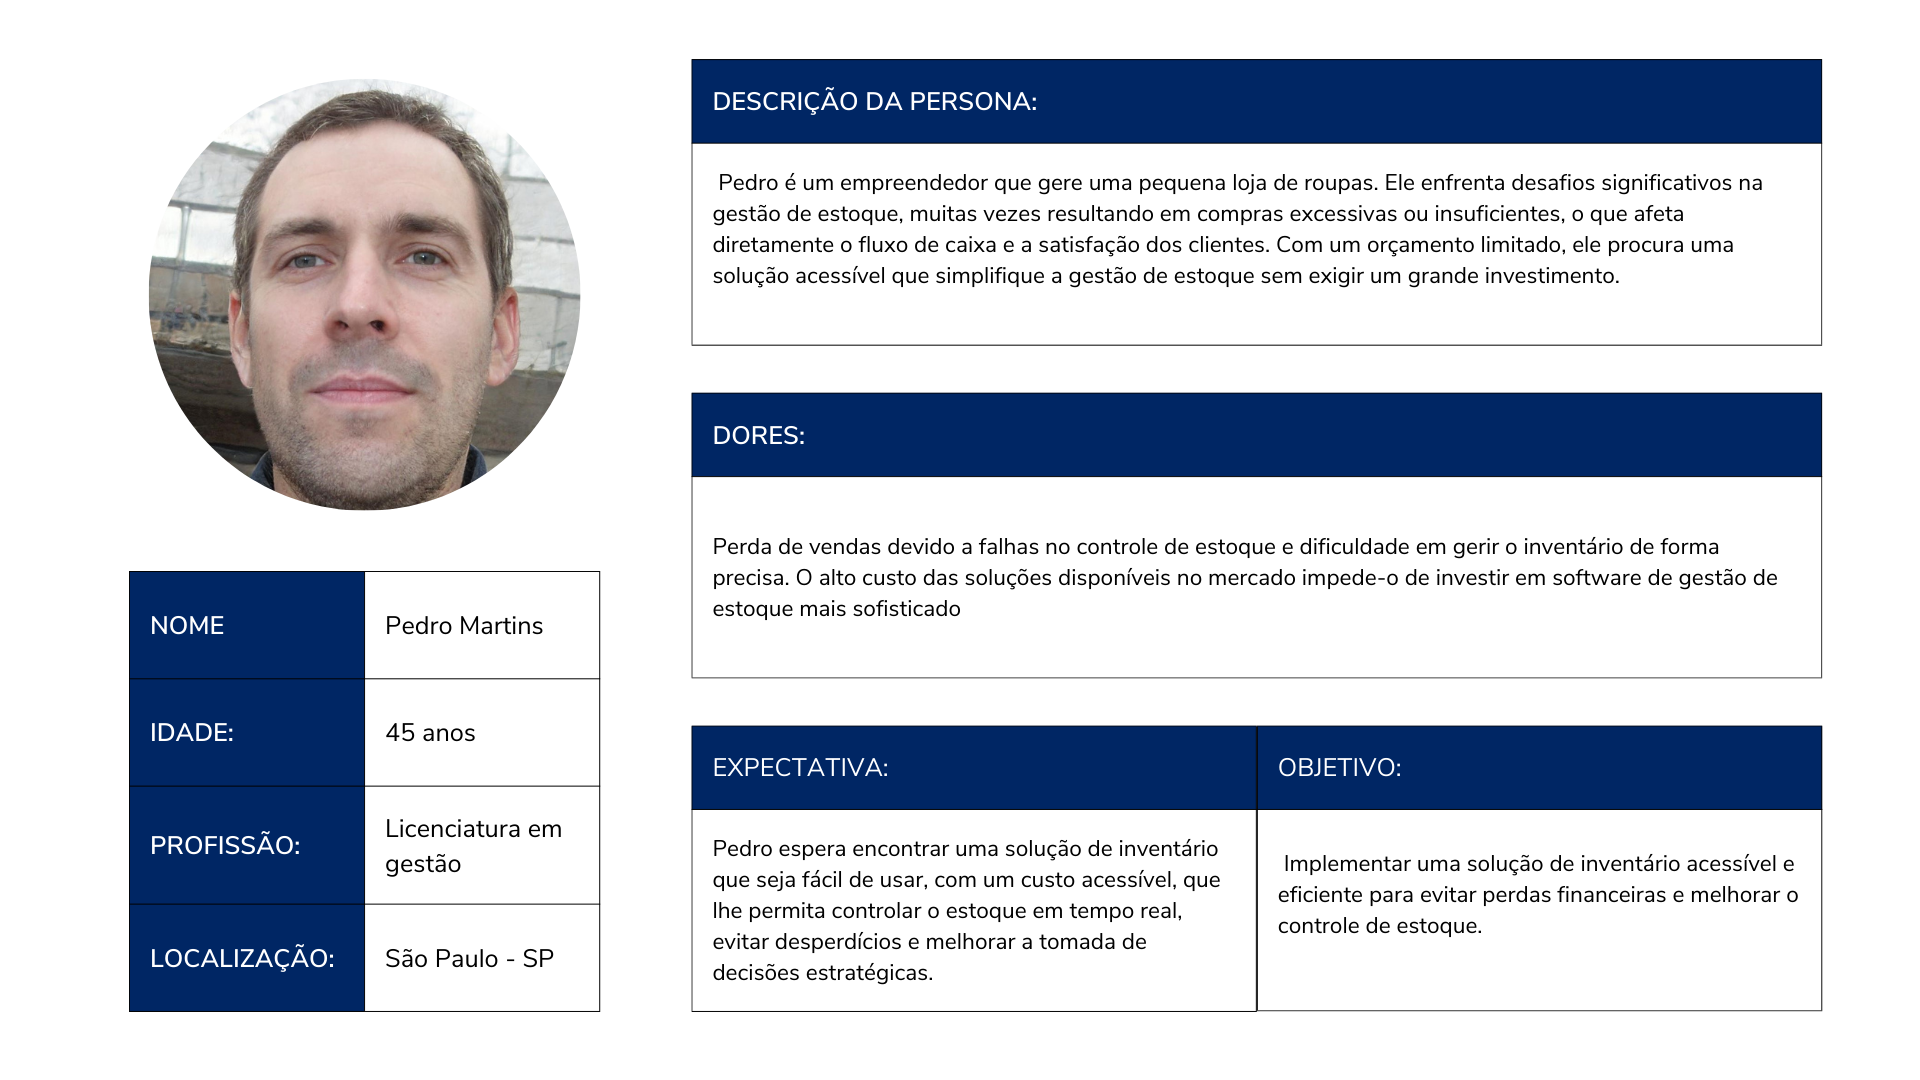 NOME
Pedro Martins
IDADE:
45 anos
PROFISSÃO:
Licenciatura em
gestão
LOCALIZAÇÃO:
São Paulo - SP
DESCRIÇÃO DA PERSONA:
Pedro é um empreendedor que gere uma pequena loja de roupas. Ele enfrenta desafios significativos na
gestão de estoque, muitas vezes resultando em compras excessivas ou insuficientes, o que afeta
diretamente o fluxo de caixa e a satisfação dos clientes. Com um orçamento limitado, ele procura uma
solução acessível que simplifique a gestão de estoque sem exigir um grande investimento.
DORES:
Perda de vendas devido a falhas no controle de estoque e dificuldade em gerir o inventário de forma
precisa. O alto custo das soluções disponíveis no mercado impede-o de investir em software de gestão de
estoque mais sofisticado
EXPECTATIVA:
Pedro espera encontrar uma solução de inventário
que seja fácil de usar, com um custo acessível, que
lhe permita controlar o estoque em tempo real,
evitar desperdícios e melhorar a tomada de
decisões estratégicas.
OBJETIVO:
Implementar uma solução de inventário acessível e
eficiente para evitar perdas financeiras e melhorar o
controle de estoque.